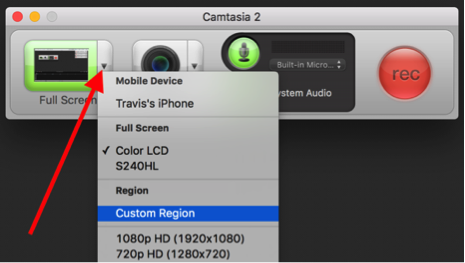 Camtasia 2
Full Screen
Built-in Micro...
ystem Audio
rec
Mobile Device
Travis's iPhone
Full Screen
✓ Color LCD
S240HL
Region
Custom Region
1080p HD (1920x1080)
720p HD (1280x720)